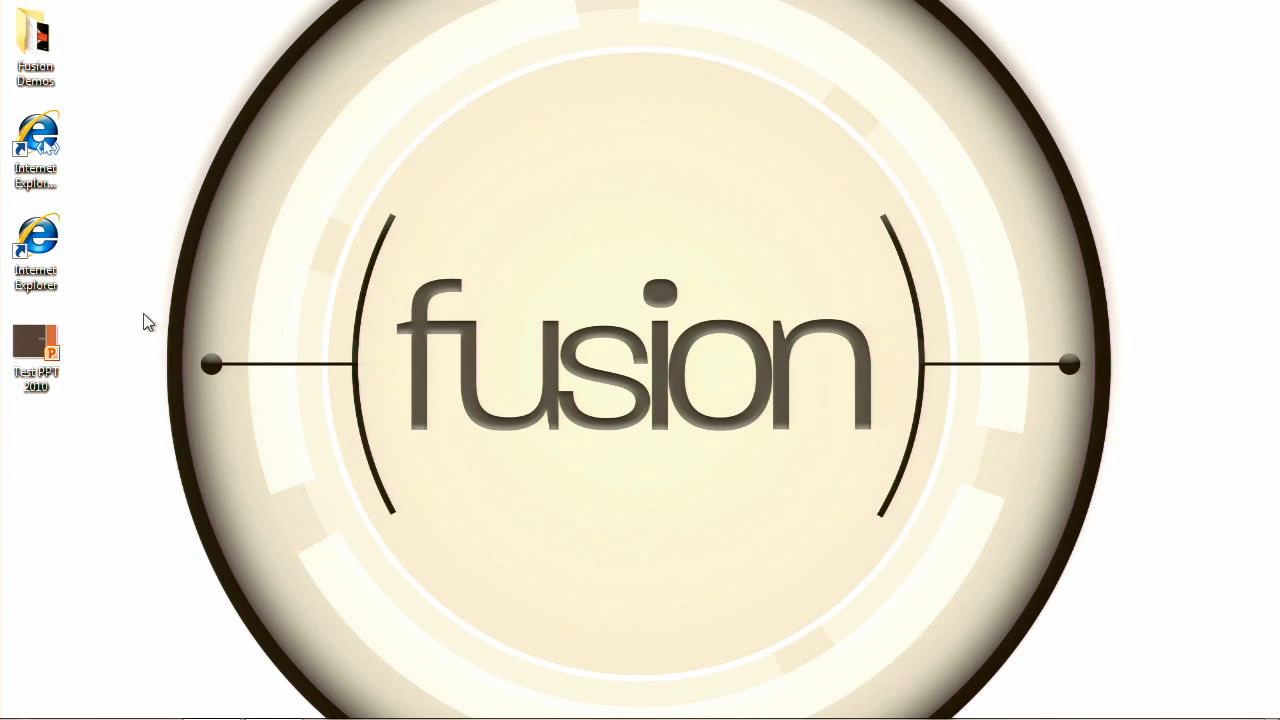 Fusion
Demos
Internet
Explor...
Internet
Explorer
Test PPT
2010
fusion